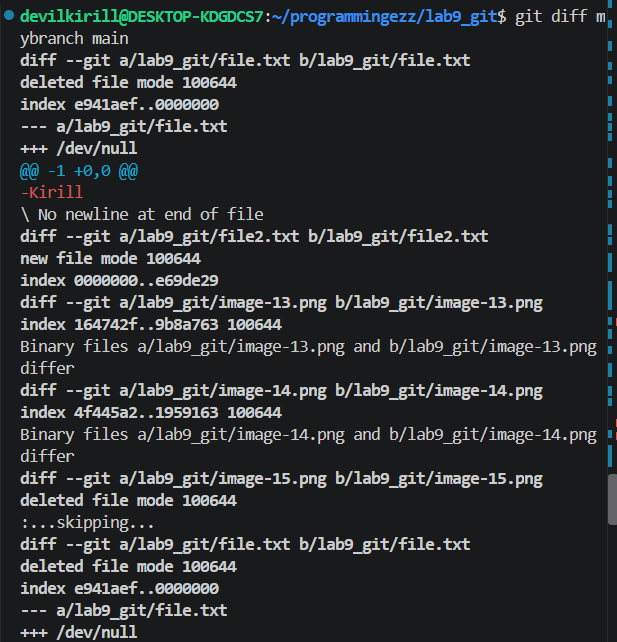 devilkirill@DESKTOP-KDGDCS7:~/programmingezz/lab9_git$ git diff m
ybranch main
diff --git a/lab9_git/file.txt b/lab9_git/file.txt
deleted file mode 100644
index e941aef..0000000
--- a/lab9_git/file.txt
+++ /dev/null
@@ -1 +0,0 @@
-Kirill
\ No newline at end of file
diff --git a/lab9_git/file2.txt b/lab9_git/file2.txt
new file mode 100644
index 0000000..e69de29
diff --git a/lab9_git/image-13.png b/lab9_git/image-13.png
index 164742f..9b8a763 100644
Binary files a/lab9_git/image-13.png and b/lab9_git/image-13.png
differ
diff --git a/lab9_git/image-14.png b/lab9_git/image-14.png
index 4f445a2..1959163 100644
Binary files a/lab9_git/image-14.png and b/lab9_git/image-14.png
differ
diff --git a/lab9_git/image-15.png b/lab9_git/image-15.png
deleted file mode 100644
:...skipping...
diff --git a/lab9_git/file.txt b/lab9_git/file.txt
deleted file mode 100644
index e941aef..0000000
--- a/lab9_git/file.txt
+++ /dev/null